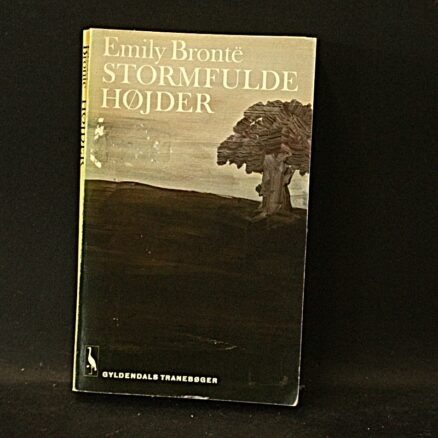 Emily Brontë
STORMFULDE
HØJDER
GYLDENDALS TRANEBØGER